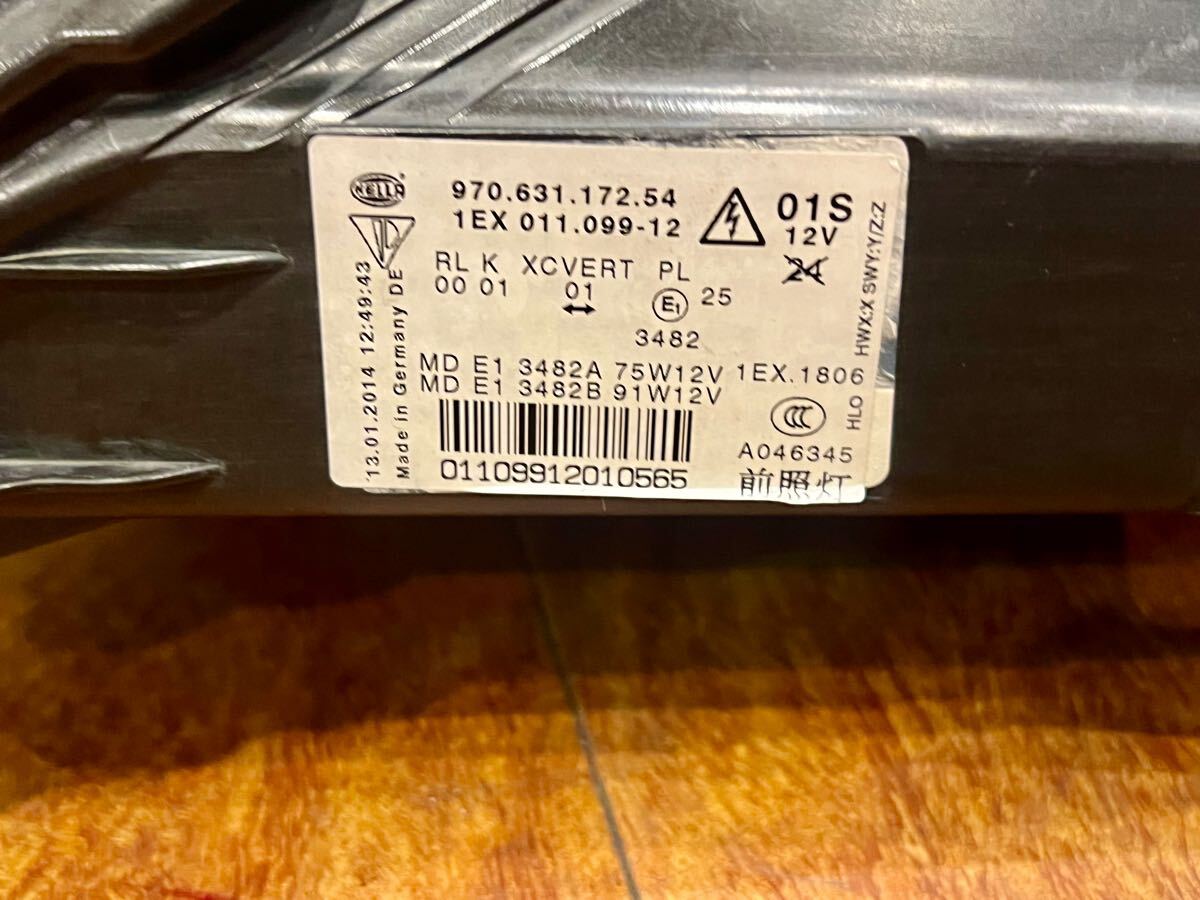 HELLA
970.631.172.54
1EX 011.099-12
01S
12V
24
RL K XCVERT PL
00 01 01
E1 25
3482
MD E1 3482A 75W12V 1EX.1806
MD E1 3482B 91W12V
01109912010565
CCC
A046345
前照灯
13.01.2014 12:49:43
Made in Germany DE
HWX:X SWY:Y/Z:Z
HLO